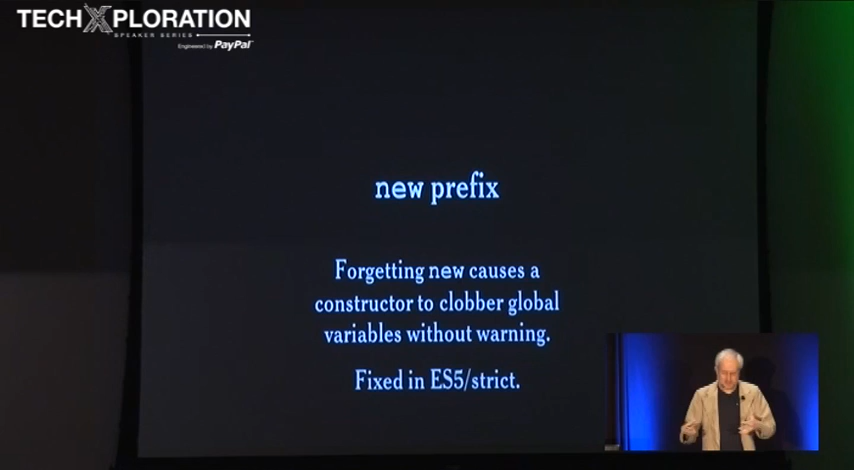 TECHXPLORATION
SPEAKER SERIES
Engineered by PayPal
new prefix
Forgetting new causes a
constructor to clobber global
variables without warning.
Fixed in ES5/strict.